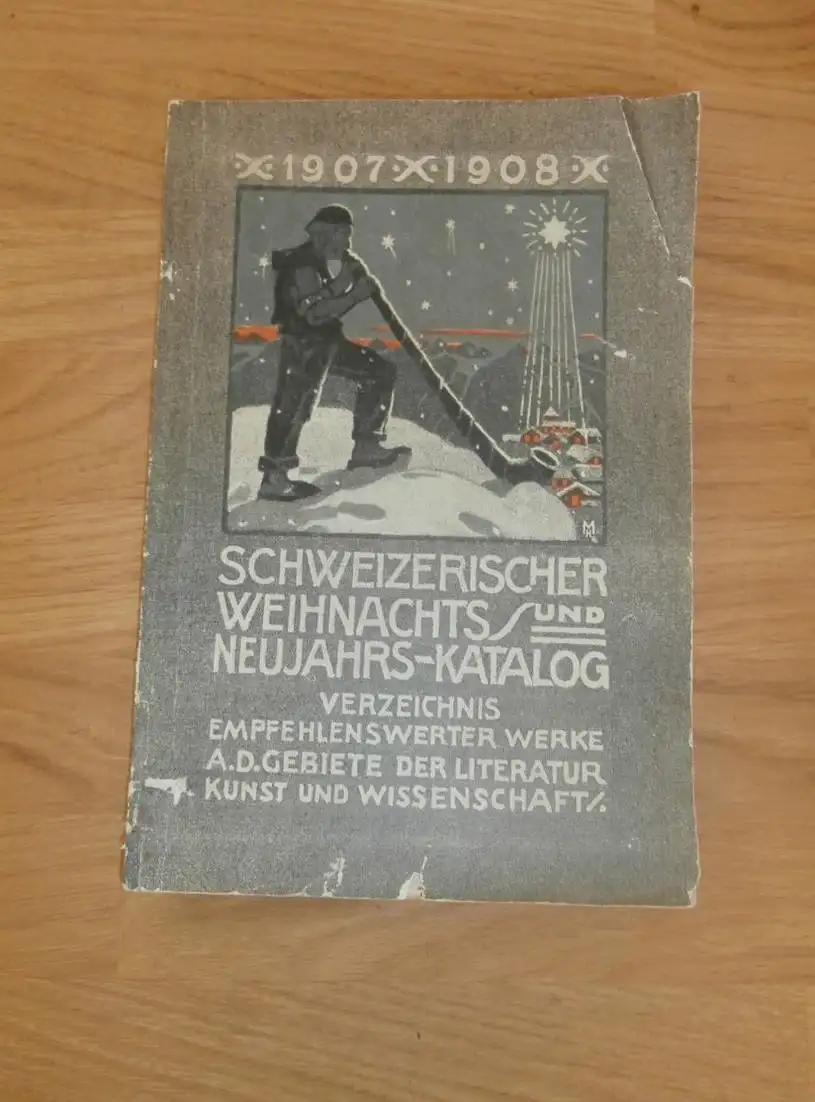 1907 1908
SCHWEIZERISCHER
WEIHNACHTS UND
NEUJAHRS-KATALOG
VERZEICHNIS
EMPFEHLENSWERTER WERKE
A.D. GEBIETE DER LITERATUR
KUNST UND WISSENSCHAFT